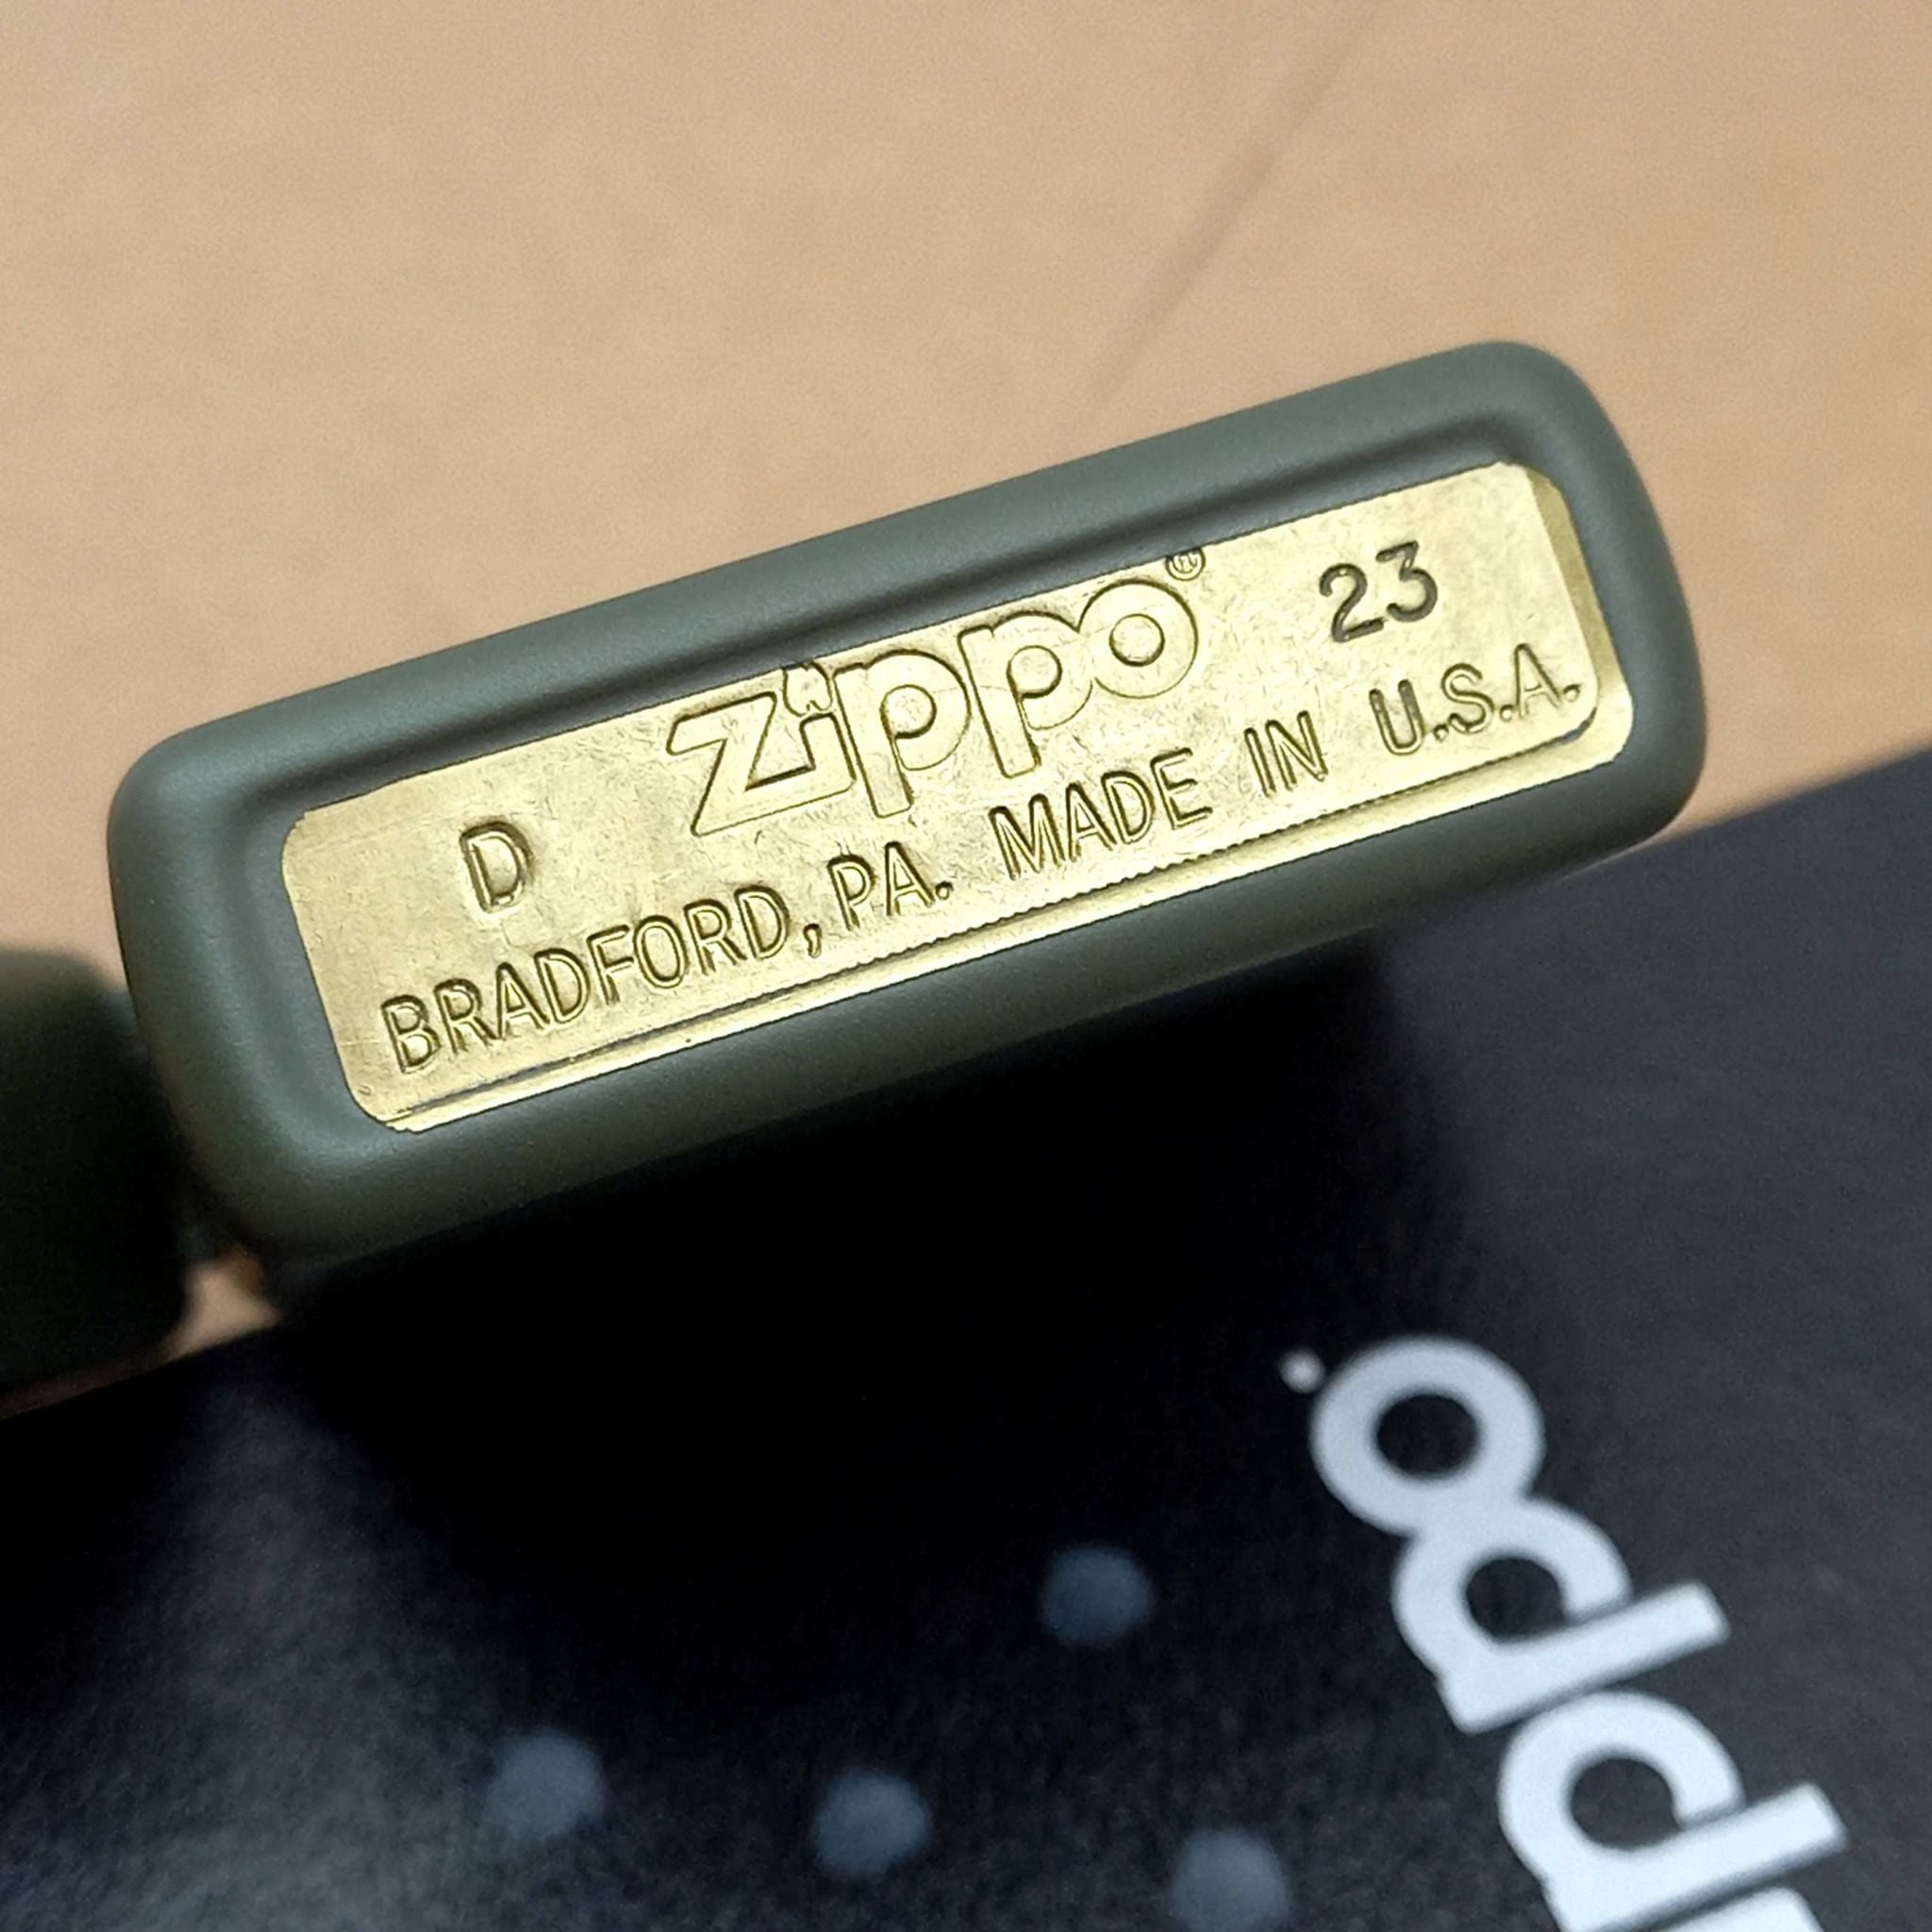 D zippo® 23
BRADFORD, PA. MADE IN U.S.A.
zippo